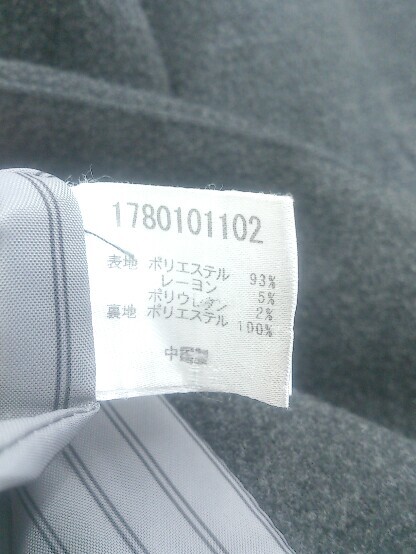 1780101102
表地 ポリエステル 93%
レーヨン 5%
ポリウレタン 2%
裏地 ポリエステル 100%
中国製